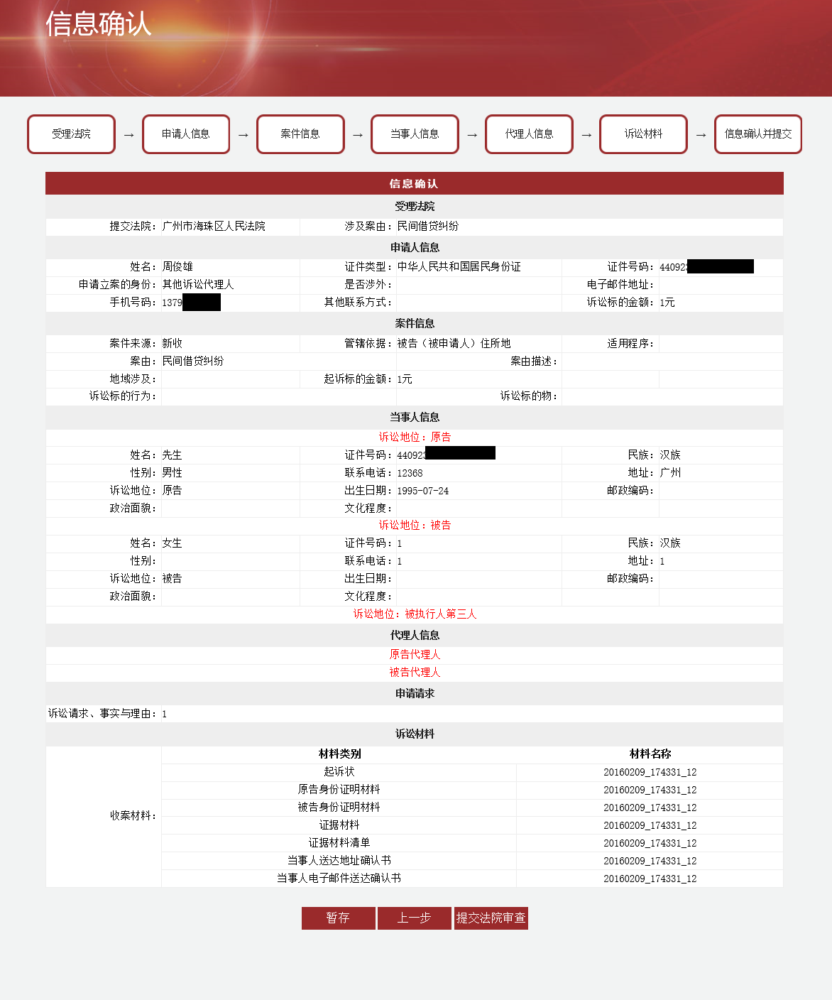 信息确认
受理法院 → 申请人信息 → 案件信息 → 当事人信息 → 代理人信息 → 诉讼材料 → 信息确认并提交
信息确认
受理法院
提交法院： 广州市海珠区人民法院 涉及案由： 民间借贷纠纷
申请人信息
姓名： 周俊雄 证件类型： 中华人民共和国居民身份证 证件号码： 44092
申请立案的身份： 其他诉讼代理人 是否涉外： 电子邮件地址：
手机号码： 1379 其他联系方式： 诉讼标的金额： 1元
案件信息
案件来源： 新收 管辖依据： 被告（被申请人）住所地 适用程序：
案由： 民间借贷纠纷 案由描述：
地域涉及： 起诉标的金额： 1元
诉讼标的行为： 诉讼标的物：
当事人信息
诉讼地位：原告
姓名： 先生 证件号码： 440923 民族： 汉族
性别： 男性 联系电话： 12368 地址： 广州
诉讼地位： 原告 出生日期： 1995-07-24 邮政编码：
政治面貌： 文化程度：
诉讼地位：被告
姓名： 女生 证件号码： 1 民族： 汉族
性别： 联系电话： 1 地址： 1
诉讼地位： 被告 出生日期： 邮政编码：
政治面貌： 文化程度：
诉讼地位：被执行人第三人
代理人信息
原告代理人
被告代理人
申请请求
诉讼请求、事实与理由： 1
诉讼材料
材料类别 材料名称
起诉状 20160209_174331_12
原告身份证明材料 20160209_174331_12
被告身份证明材料 20160209_174331_12
收案材料： 证据材料 20160209_174331_12
证据材料清单 20160209_174331_12
当事人送达地址确认书 20160209_174331_12
当事人电子邮件送达确认书 20160209_174331_12
暂存 上一步 提交法院审查